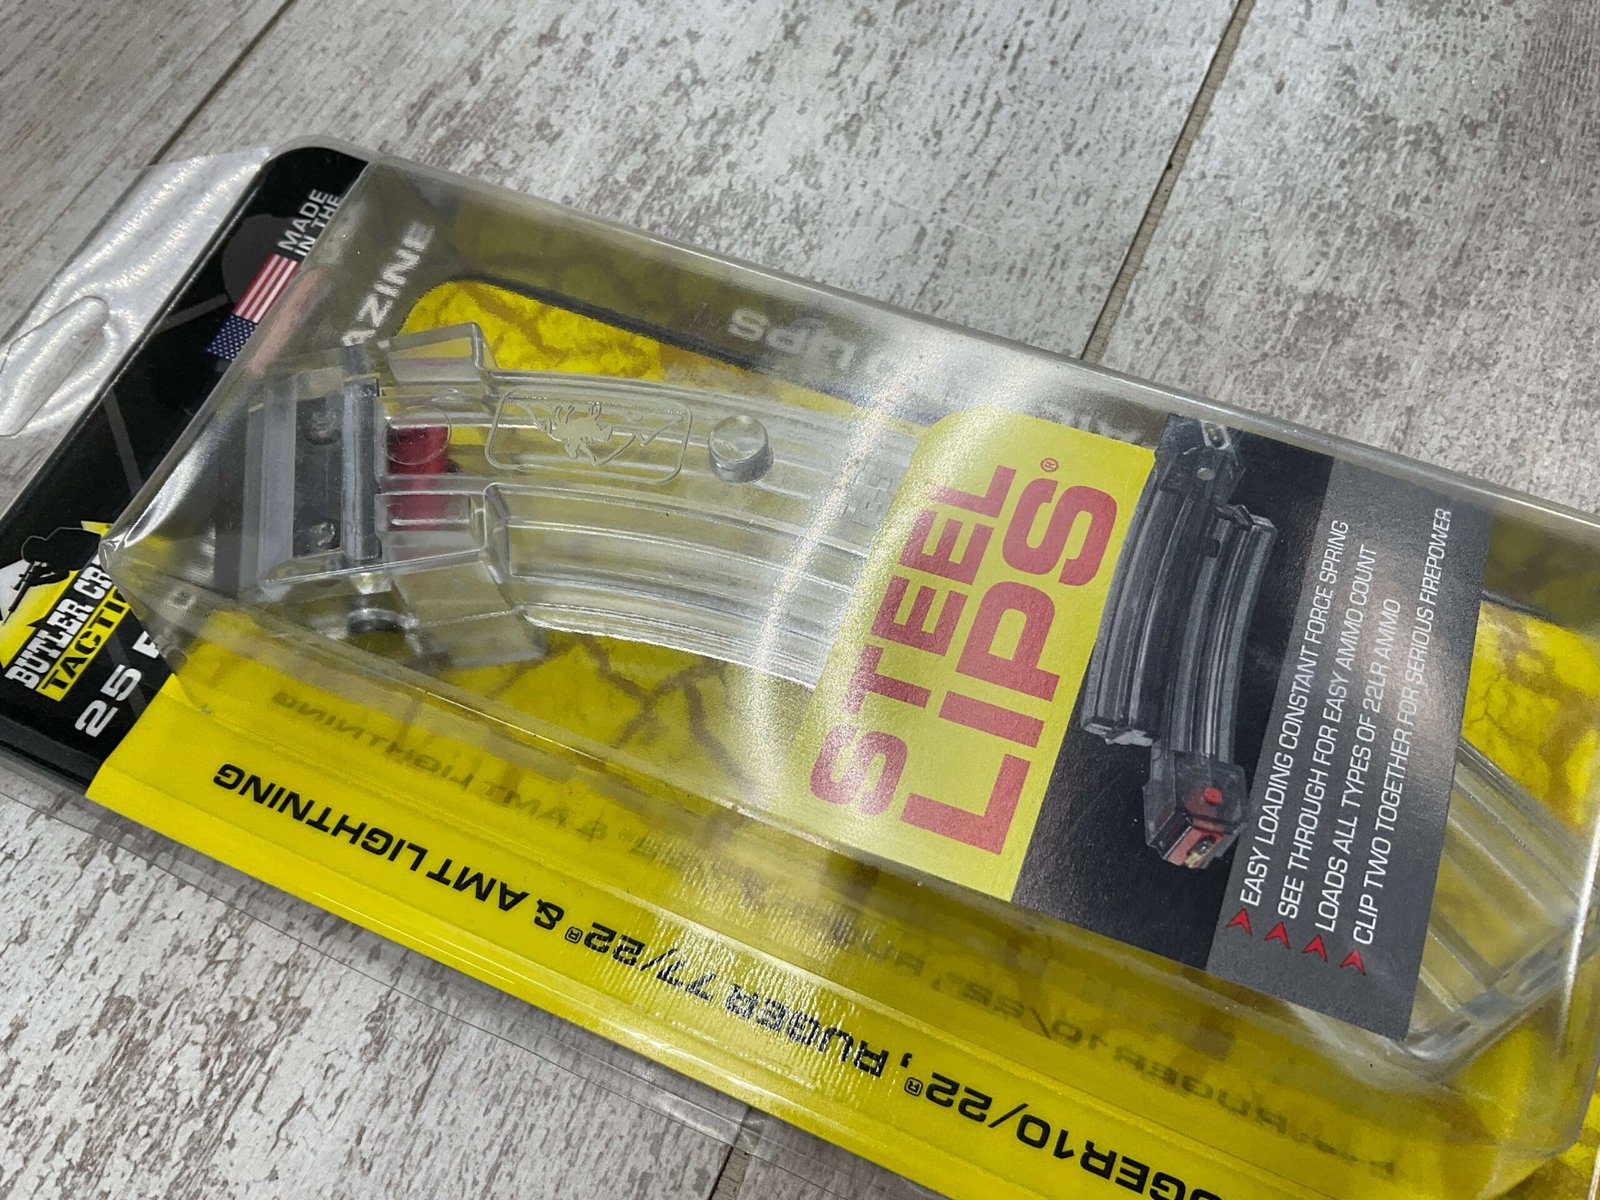 MADE
IN THE
AZINE
BUTLER CR
TACTI
25
STEEL
LIPS®
EASY LOADING CONSTANT FORCE SPRING
SEE THROUGH FOR EASY AMMO COUNT
LOADS ALL TYPES OF 22LR AMMO
CLIP TWO TOGETHER FOR SERIOUS FIREPOWER
GER10/22®, RUGER 77/22® & AMT LIGHTNING